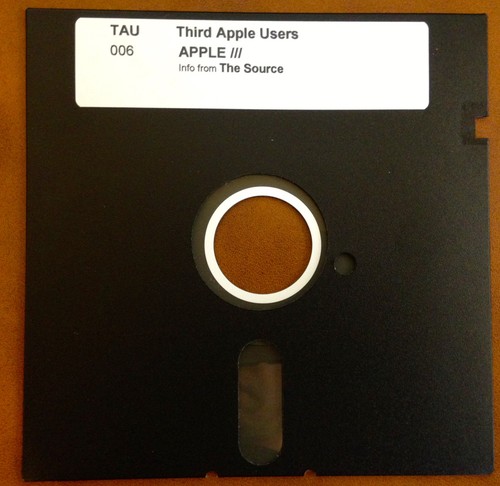 TAU Third Apple Users
006 APPLE ///
Info from The Source